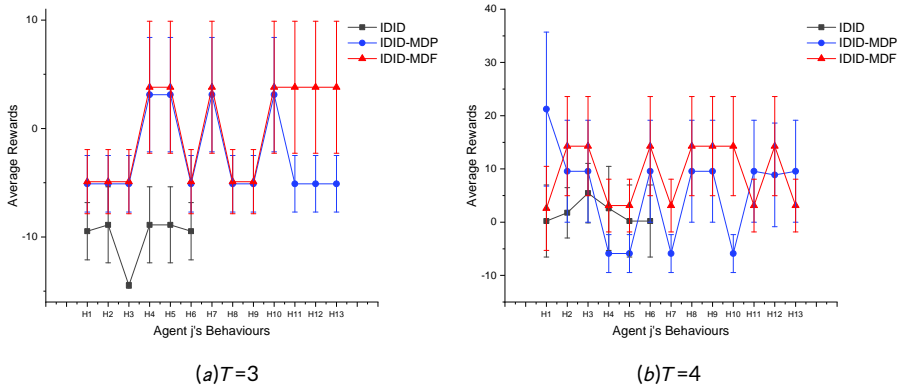 IDID
IDID-MDP
IDID-MDF
10
0
-10
Average Rewards
H1 H2 H3 H4 H5 H6 H7 H8 H9 H10 H11 H12 H13
Agent j's Behaviours
(a)T=3
IDID
IDID-MDP
IDID-MDF
40
30
20
10
0
-10
Average Rewards
H1 H2 H3 H4 H5 H6 H7 H8 H9 H10 H11 H12 H13
Agent j's Behaviours
(b)T=4